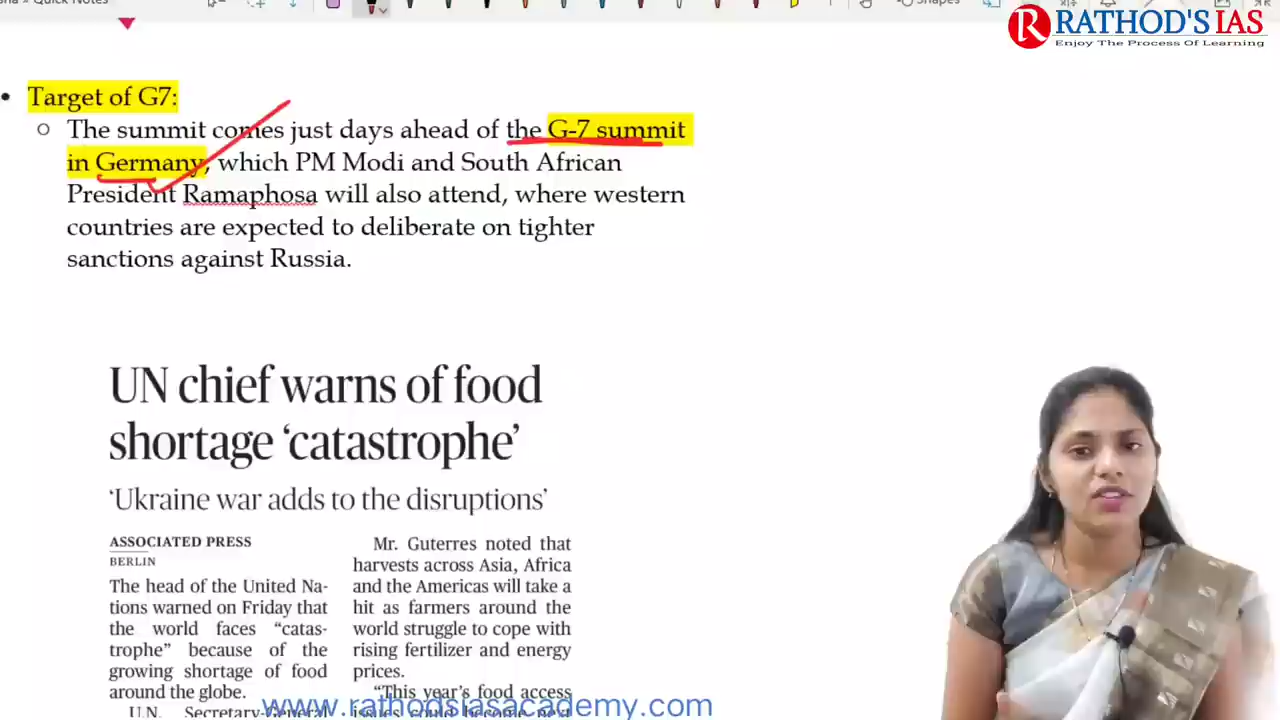 Quick Notes
Shapes
RATHOD'S IAS
Enjoy The Process Of Learning
• Target of G7:
The summit comes just days ahead of the G-7 summit
in Germany, which PM Modi and South African
President Ramaphosa will also attend, where western
countries are expected to deliberate on tighter
sanctions against Russia.
UN chief warns of food
shortage ‘catastrophe’
‘Ukraine war adds to the disruptions’
ASSOCIATED PRESS
BERLIN
The head of the United Na-
tions warned on Friday that
the world faces “catas-
trophe” because of the
growing shortage of food
around the globe.
U.N. Secretary-General
Mr. Guterres noted that
harvests across Asia, Africa
and the Americas will take a
hit as farmers around the
world struggle to cope with
rising fertilizer and energy
prices.
“This year’s food access
www.rathodsiasacademy.com